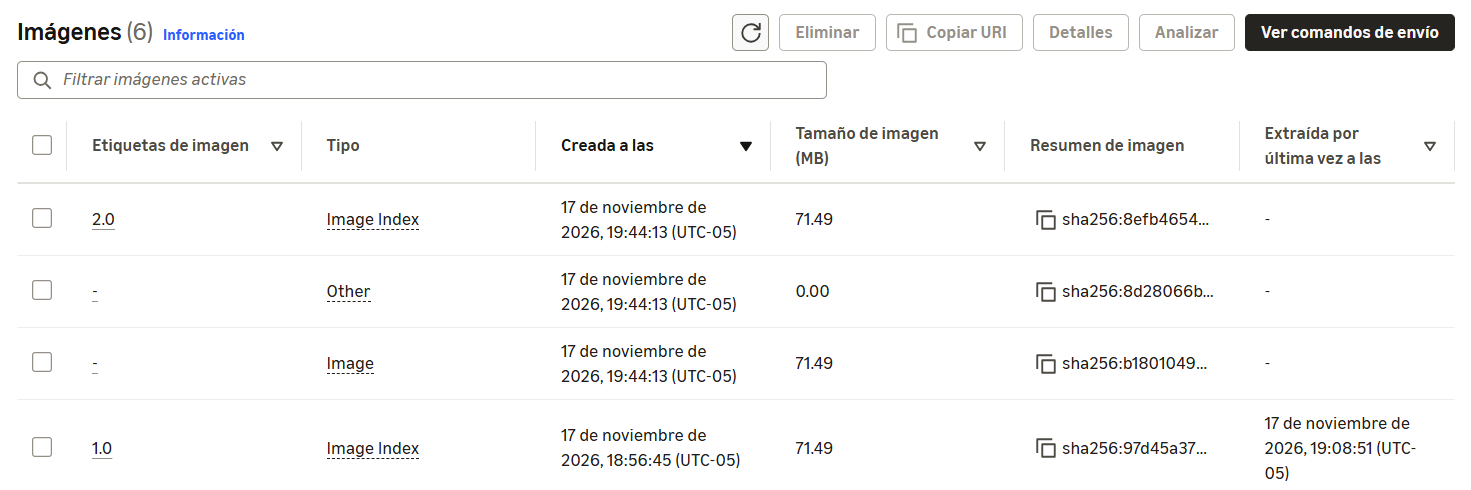 Imágenes (6) Información
Eliminar Copiar URI Detalles Analizar Ver comandos de envío
Filtrar imágenes activas
Etiquetas de imagen Tipo Creada a las Tamaño de imagen (MB) Resumen de imagen Extraída por última vez a las
2.0 Image Index 17 de noviembre de 2026, 19:44:13 (UTC-05) 71.49 sha256:8efb4654... -
- Other 17 de noviembre de 2026, 19:44:13 (UTC-05) 0.00 sha256:8d28066b... -
- Image 17 de noviembre de 2026, 19:44:13 (UTC-05) 71.49 sha256:b1801049... -
1.0 Image Index 17 de noviembre de 2026, 18:56:45 (UTC-05) 71.49 sha256:97d45a37... 17 de noviembre de 2026, 19:08:51 (UTC-05)